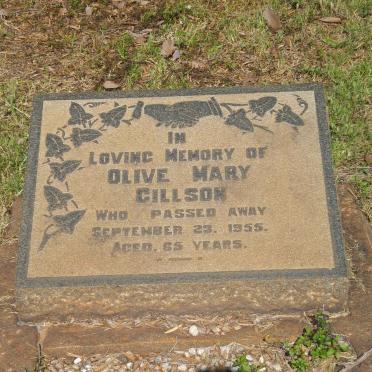 IN
LOVING MEMORY OF
OLIVE MARY
GILLSON
WHO PASSED AWAY
SEPTEMBER 23. 1955.
AGED. 65 YEARS.